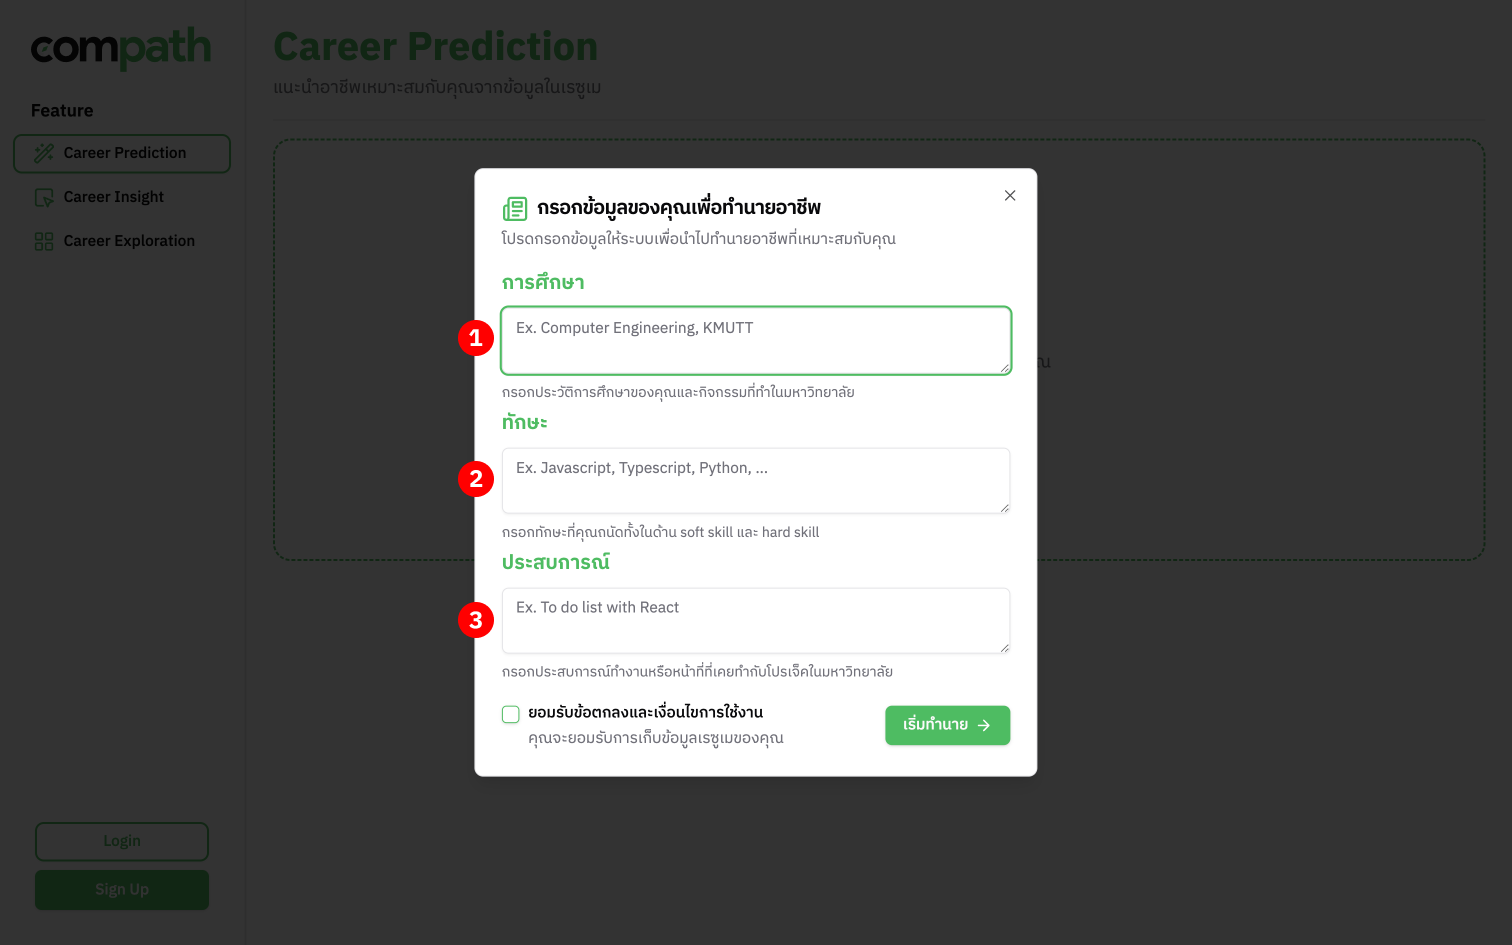 compath
Feature
Career Prediction
Career Insight
Career Exploration
Login
Sign Up
Career Prediction
แนะนำอาชีพเหมาะสมกับคุณจากข้อมูลในเรซูเม
ณ
กรอกข้อมูลของคุณเพื่อทำนายอาชีพ
โปรดกรอกข้อมูลให้ระบบเพื่อนำไปทำนายอาชีพที่เหมาะสมกับคุณ
การศึกษา
1
Ex. Computer Engineering, KMUTT
กรอกประวัติการศึกษาของคุณและกิจกรรมที่ทำในมหาวิทยาลัย
ทักษะ
2
Ex. Javascript, Typescript, Python, ...
กรอกทักษะที่คุณถนัดทั้งในด้าน soft skill และ hard skill
ประสบการณ์
3
Ex. To do list with React
กรอกประสบการณ์ทำงานหรือหน้าที่ที่เคยทำกับโปรเจ็คในมหาวิทยาลัย
ยอมรับข้อตกลงและเงื่อนไขการใช้งาน
คุณจะยอมรับการเก็บข้อมูลเรซูเมของคุณ
เริ่มทำนาย